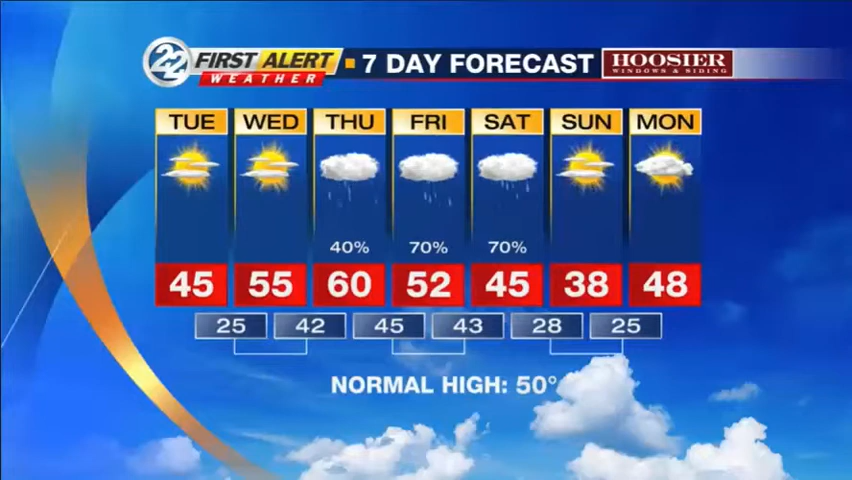 22 FIRST ALERT WEATHER
7 DAY FORECAST
HOOSIER
WINDOWS & SIDING
TUE WED THU FRI SAT SUN MON
40% 70% 70%
45 55 60 52 45 38 48
25 42 45 43 28 25
NORMAL HIGH: 50°